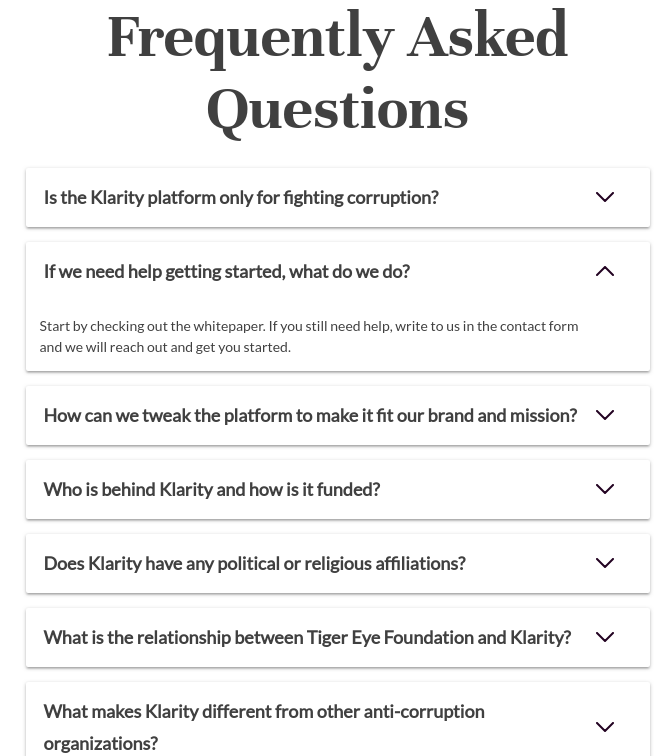 Frequently Asked
Questions
Is the Klarity platform only for fighting corruption?
If we need help getting started, what do we do?
Start by checking out the whitepaper. If you still need help, write to us in the contact form
and we will reach out and get you started.
How can we tweak the platform to make it fit our brand and mission?
Who is behind Klarity and how is it funded?
Does Klarity have any political or religious affiliations?
What is the relationship between Tiger Eye Foundation and Klarity?
What makes Klarity different from other anti-corruption
organizations?